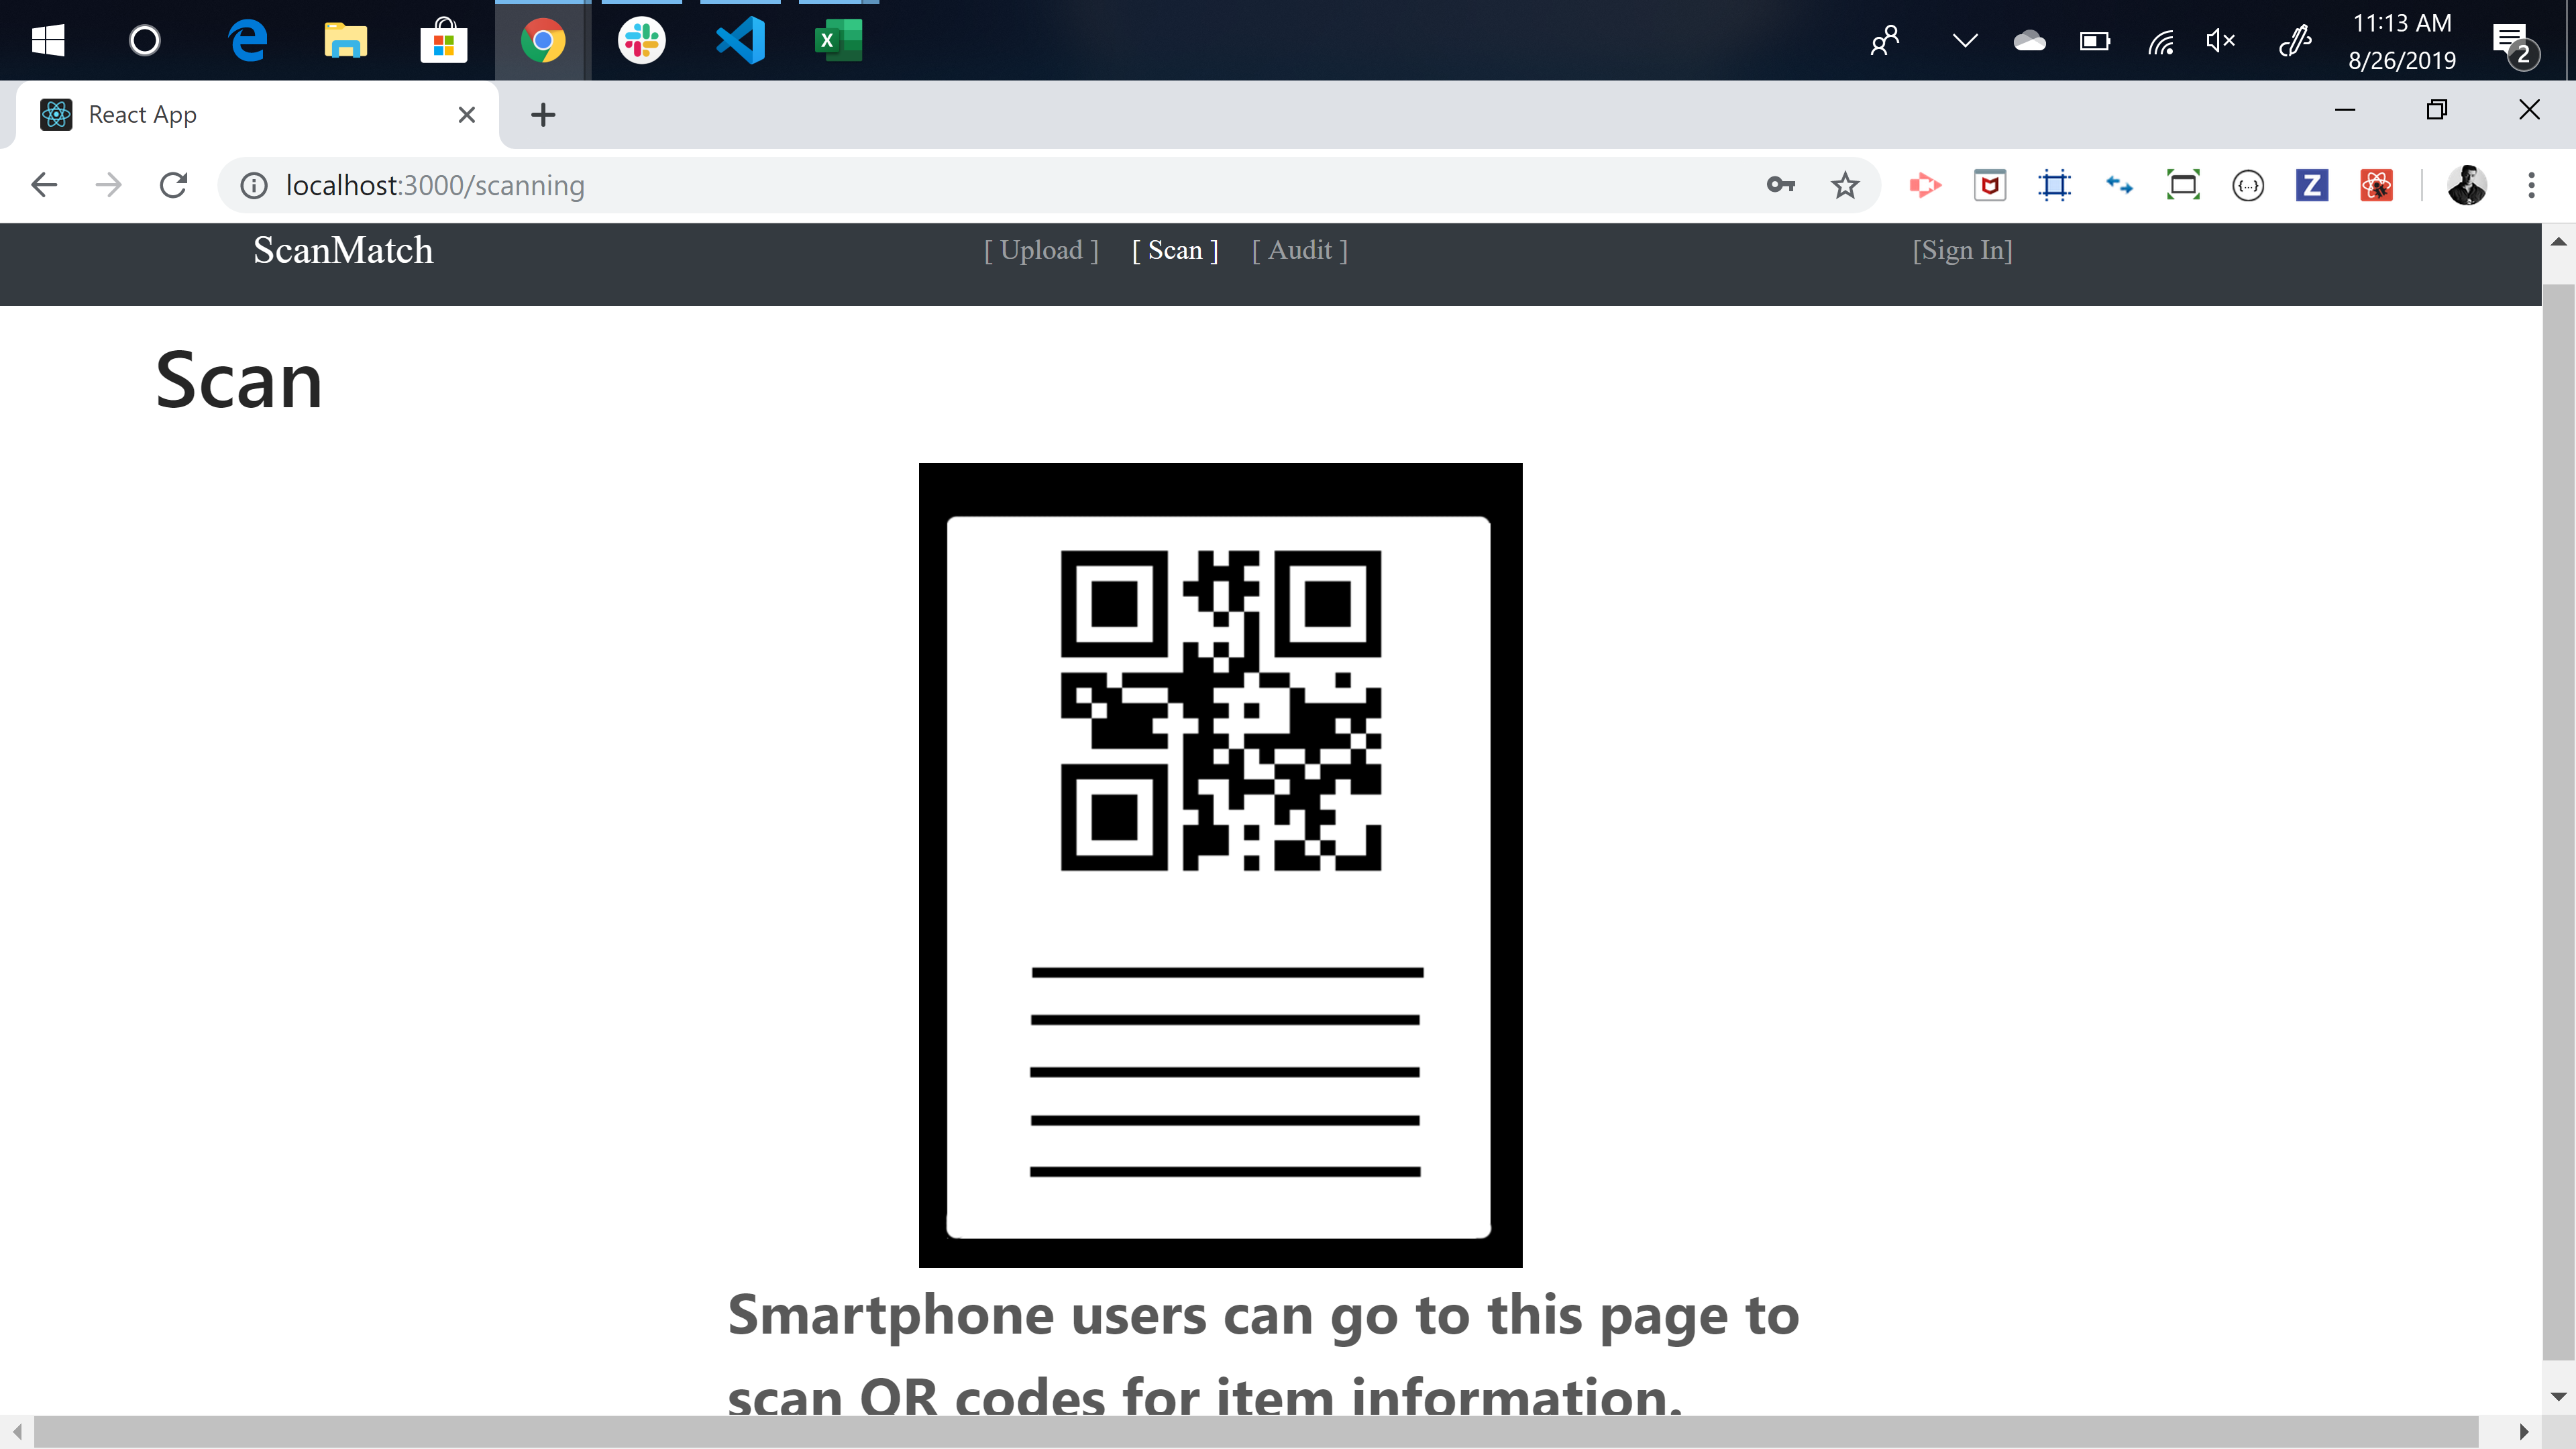 11:13 AM
8/26/2019
2
React App
localhost:3000/scanning
ScanMatch
[ Upload ]
[ Scan ]
[ Audit ]
[Sign In]
Scan
Smartphone users can go to this page to
scan QR codes for item information.